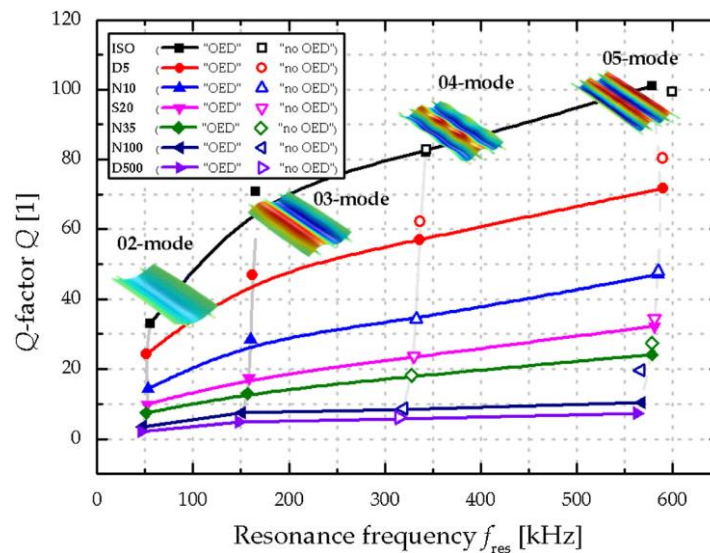 120
100
80
60
40
20
0
Q-factor Q [1]
ISO ( "OED" "no OED")
D5 ( "OED" "no OED")
N10 ( "OED" "no OED")
S20 ( "OED" "no OED")
N35 ( "OED" "no OED")
N100 ( "OED" "no OED")
D500 ( "OED" "no OED")
02-mode
03-mode
04-mode
05-mode
0 100 200 300 400 500 600
Resonance frequency fres [kHz]